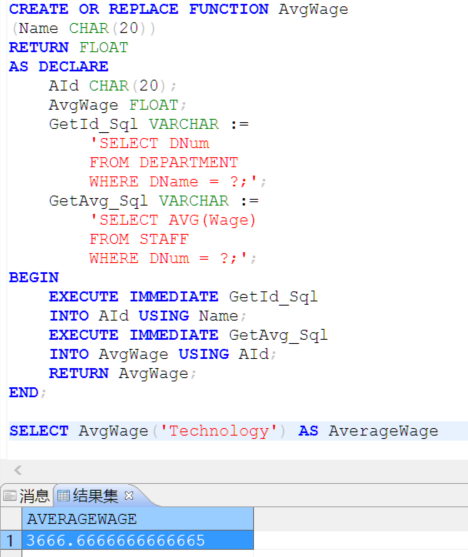 CREATE OR REPLACE FUNCTION AvgWage
(Name CHAR(20))
RETURN FLOAT
AS DECLARE
AId CHAR(20);
AvgWage FLOAT;
GetId_Sql VARCHAR :=
'SELECT DNum
FROM DEPARTMENT
WHERE DName = ?;';
GetAvg_Sql VARCHAR :=
'SELECT AVG(Wage)
FROM STAFF
WHERE DNum = ?;';
BEGIN
EXECUTE IMMEDIATE GetId_Sql
INTO AId USING Name;
EXECUTE IMMEDIATE GetAvg_Sql
INTO AvgWage USING AId;
RETURN AvgWage;
END;
SELECT AvgWage('Technology') AS AverageWage
消息 结果集
AVERAGEWAGE
1 3666.6666666666665